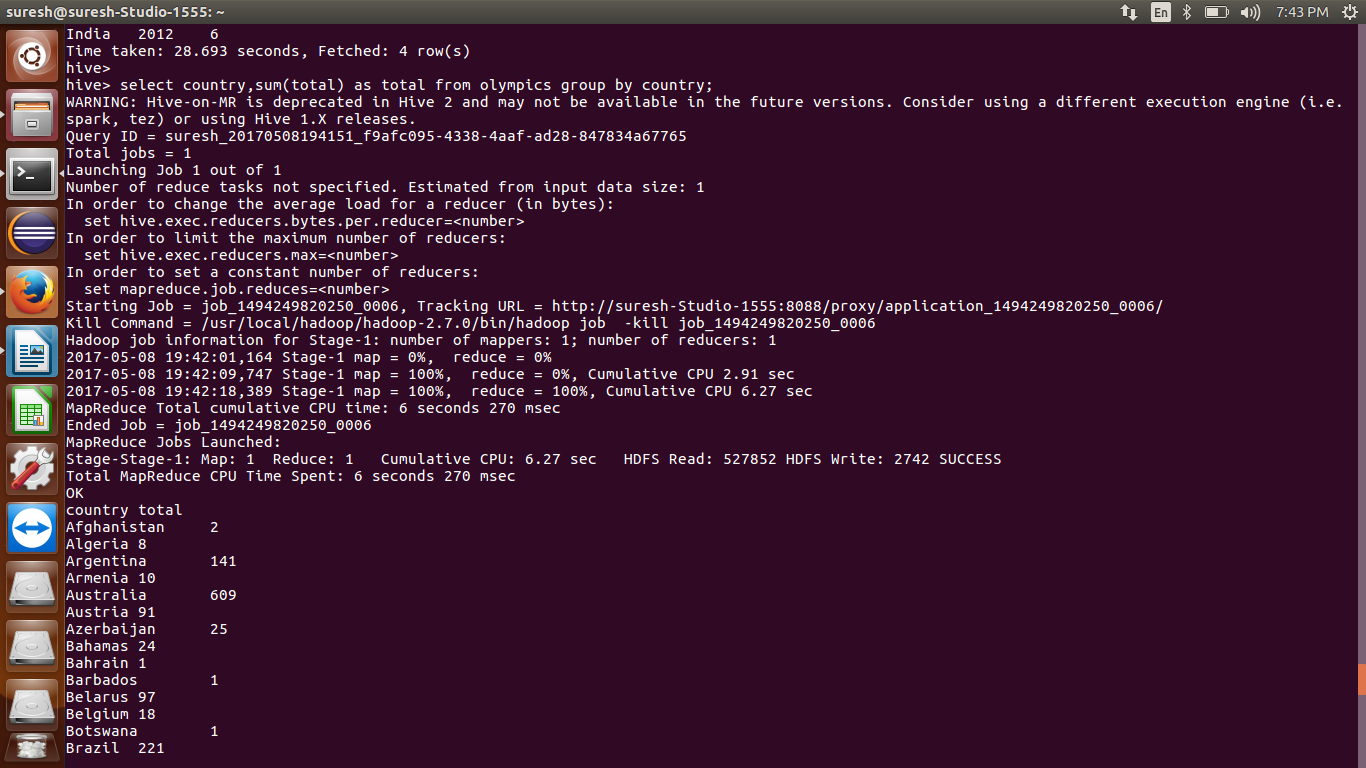 suresh@suresh-Studio-1555: ~
En
7:43 PM
India   2012    6
Time taken: 28.693 seconds, Fetched: 4 row(s)
hive>
hive> select country,sum(total) as total from olympics group by country;
WARNING: Hive-on-MR is deprecated in Hive 2 and may not be available in the future versions. Consider using a different execution engine (i.e.
spark, tez) or using Hive 1.X releases.
Query ID = suresh_20170508194151_f9afc095-4338-4aaf-ad28-847834a67765
Total jobs = 1
Launching Job 1 out of 1
Number of reduce tasks not specified. Estimated from input data size: 1
In order to change the average load for a reducer (in bytes):
  set hive.exec.reducers.bytes.per.reducer=<number>
In order to limit the maximum number of reducers:
  set hive.exec.reducers.max=<number>
In order to set a constant number of reducers:
  set mapreduce.job.reduces=<number>
Starting Job = job_1494249820250_0006, Tracking URL = http://suresh-Studio-1555:8088/proxy/application_1494249820250_0006/
Kill Command = /usr/local/hadoop/hadoop-2.7.0/bin/hadoop job  -kill job_1494249820250_0006
Hadoop job information for Stage-1: number of mappers: 1; number of reducers: 1
2017-05-08 19:42:01,164 Stage-1 map = 0%,  reduce = 0%
2017-05-08 19:42:09,747 Stage-1 map = 100%,  reduce = 0%, Cumulative CPU 2.91 sec
2017-05-08 19:42:18,389 Stage-1 map = 100%,  reduce = 100%, Cumulative CPU 6.27 sec
MapReduce Total cumulative CPU time: 6 seconds 270 msec
Ended Job = job_1494249820250_0006
MapReduce Jobs Launched:
Stage-Stage-1: Map: 1  Reduce: 1   Cumulative CPU: 6.27 sec   HDFS Read: 527852 HDFS Write: 2742 SUCCESS
Total MapReduce CPU Time Spent: 6 seconds 270 msec
OK
country total
Afghanistan     2
Algeria 8
Argentina       141
Armenia 10
Australia       609
Austria 91
Azerbaijan      25
Bahamas 24
Bahrain 1
Barbados        1
Belarus 97
Belgium 18
Botswana        1
Brazil  221